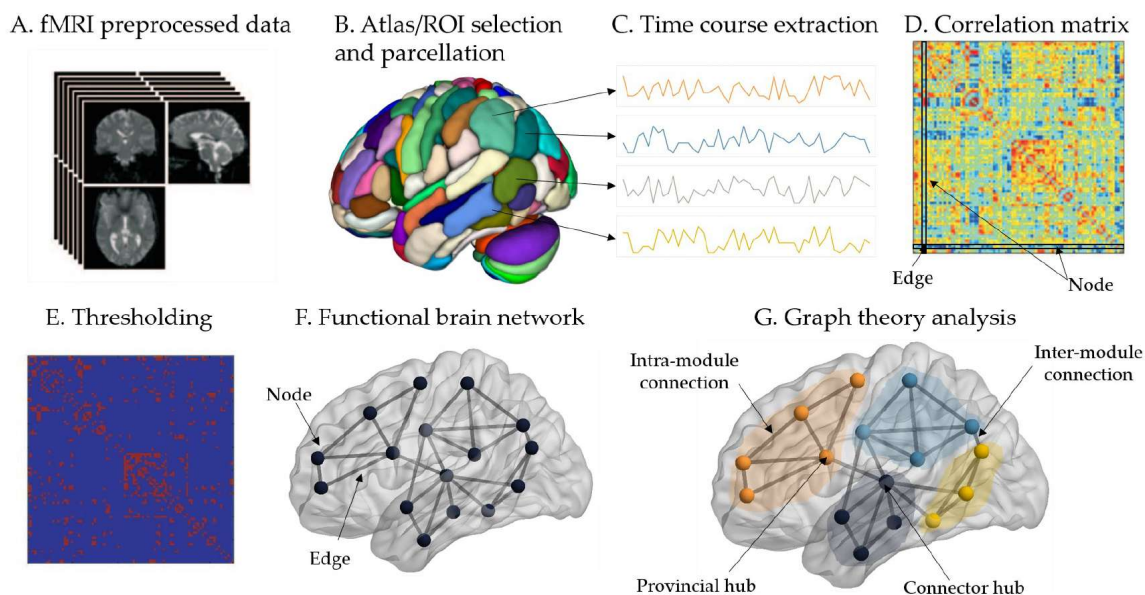 A. fMRI preprocessed data
B. Atlas/ROI selection
and parcellation
C. Time course extraction
D. Correlation matrix
Edge
Node
E. Thresholding
F. Functional brain network
Node
Edge
G. Graph theory analysis
Intra-module
connection
Inter-module
connection
Provincial hub
Connector hub